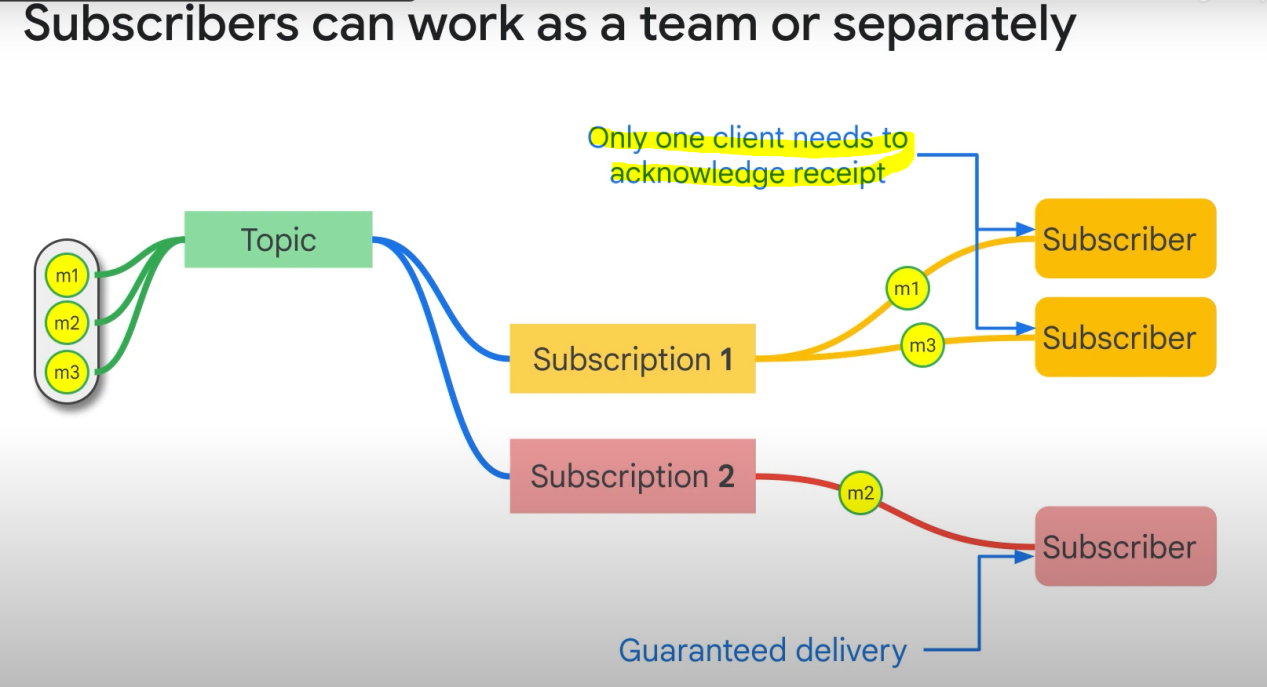 Subscribers can work as a team or separately
Only one client needs to
acknowledge receipt
Topic
m1
m2
m3
Subscription 1
m1
m3
Subscriber
Subscriber
Subscription 2
m2
Subscriber
Guaranteed delivery